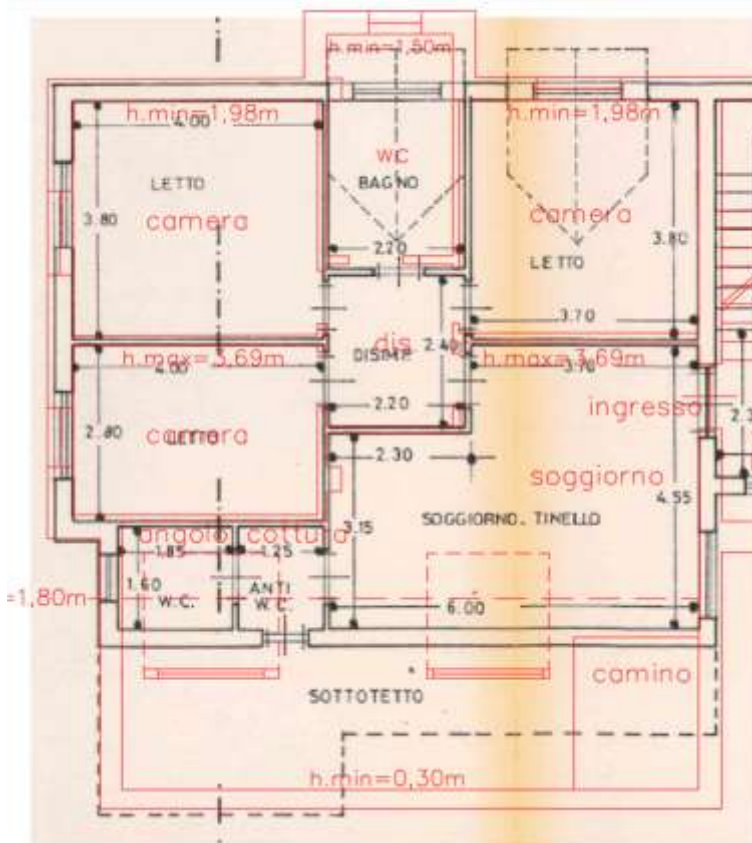 h.min=1,50m
h.min=1,98m
h.min=1,98m
4.00
LETTO
camera
3.80
WC
BAGNO
2.20
camera
LETTO
3.80
3.70
h.max=3,69m
4.00
dis
DISIMP.
2.40
2.20
h.max=3,69m
3.70
2.80
camera
LETTO
ingresso
2.30
soggiorno
4.55
SOGGIORNO. TINELLO
3.15
angolo cottura
1.85
1.25
1.60
W.C.
ANTI
W.C.
=1,80m
6.00
camino
SOTTOTETTO
h.min=0,30m